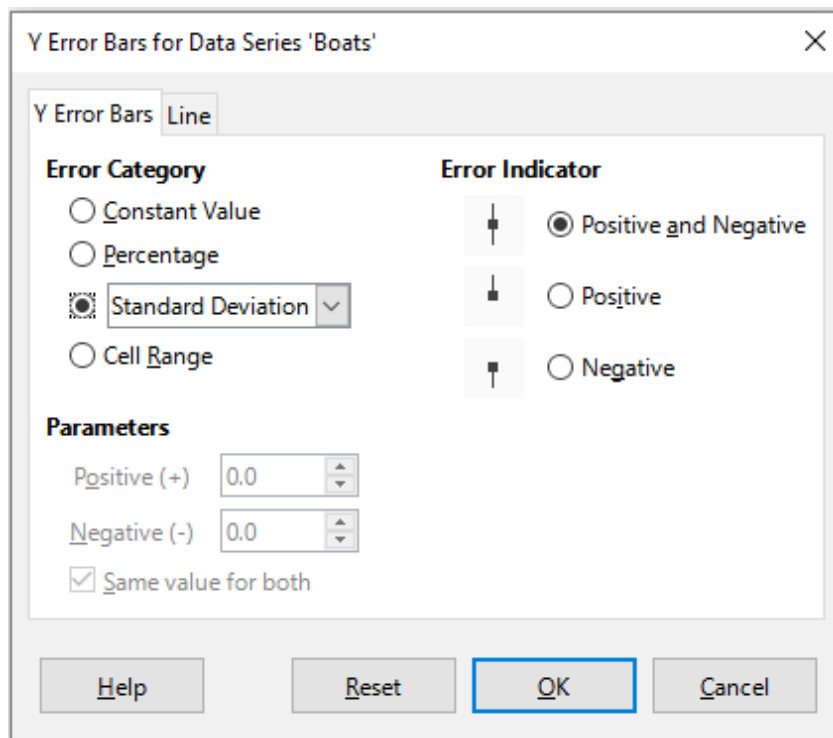 Y Error Bars for Data Series 'Boats'
Y Error Bars
Line
Error Category
Constant Value
Percentage
Standard Deviation
Cell Range
Error Indicator
Positive and Negative
Positive
Negative
Parameters
Positive (+) 0.0
Negative (-) 0.0
Same value for both
Help
Reset
OK
Cancel